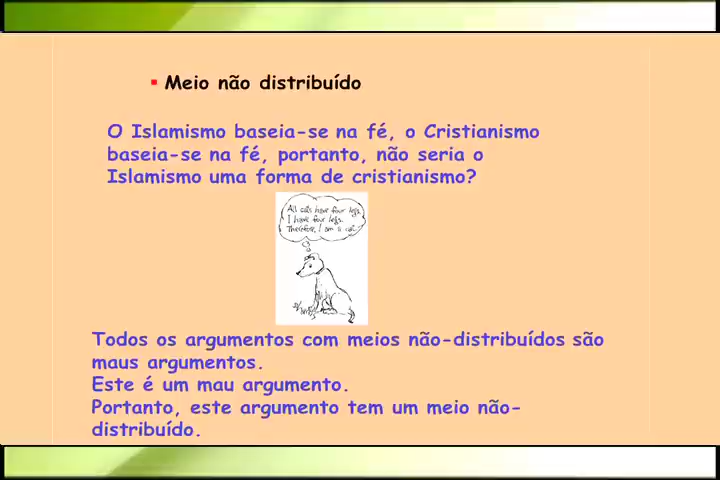 Meio não distribuído
O Islamismo baseia-se na fé, o Cristianismo
baseia-se na fé, portanto, não seria o
Islamismo uma forma de cristianismo?
All cats have four legs.
I have four legs.
Therefore, I am a cat.
Todos os argumentos com meios não-distribuídos são
maus argumentos.
Este é um mau argumento.
Portanto, este argumento tem um meio não-
distribuído.